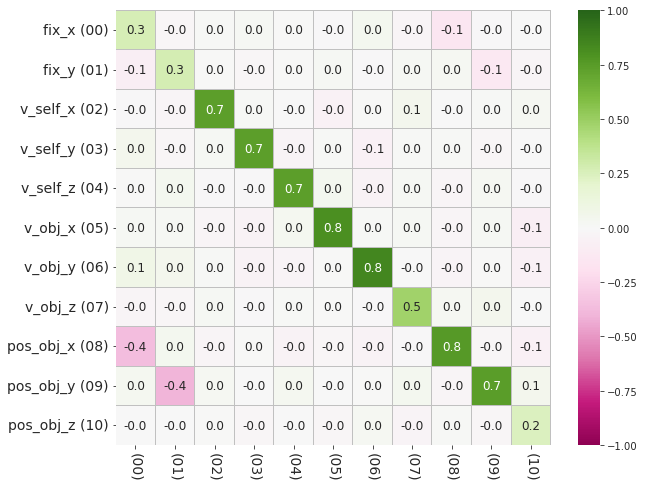 fix_x (00) 0.3 -0.0 0.0 0.0 0.0 -0.0 0.0 -0.0 -0.1 -0.0 -0.0
fix_y (01) -0.1 0.3 0.0 -0.0 0.0 0.0 -0.0 0.0 0.0 -0.1 -0.0
v_self_x (02) -0.0 -0.0 0.7 0.0 -0.0 -0.0 -0.0 0.1 -0.0 0.0 0.0
v_self_y (03) 0.0 -0.0 0.0 0.7 -0.0 0.0 -0.1 0.0 0.0 -0.0 -0.0
v_self_z (04) 0.0 0.0 -0.0 -0.0 0.7 0.0 -0.0 0.0 -0.0 0.0 -0.0
v_obj_x (05) 0.0 0.0 -0.0 -0.0 0.0 0.8 0.0 0.0 -0.0 0.0 -0.1
v_obj_y (06) 0.1 0.0 0.0 -0.0 -0.0 0.0 0.8 -0.0 -0.0 0.0 -0.1
v_obj_z (07) -0.0 -0.0 0.0 -0.0 0.0 0.0 -0.0 0.5 0.0 0.0 -0.0
pos_obj_x (08) -0.4 0.0 -0.0 0.0 -0.0 -0.0 -0.0 -0.0 0.8 -0.0 -0.1
pos_obj_y (09) 0.0 -0.4 0.0 -0.0 0.0 -0.0 0.0 0.0 -0.0 0.7 0.1
pos_obj_z (10) -0.0 -0.0 0.0 -0.0 -0.0 -0.0 0.0 -0.0 0.0 -0.0 0.2
(00) (01) (02) (03) (04) (05) (06) (07) (08) (09) (10)
1.00
0.75
0.50
0.25
0.00
−0.25
−0.50
−0.75
−1.00